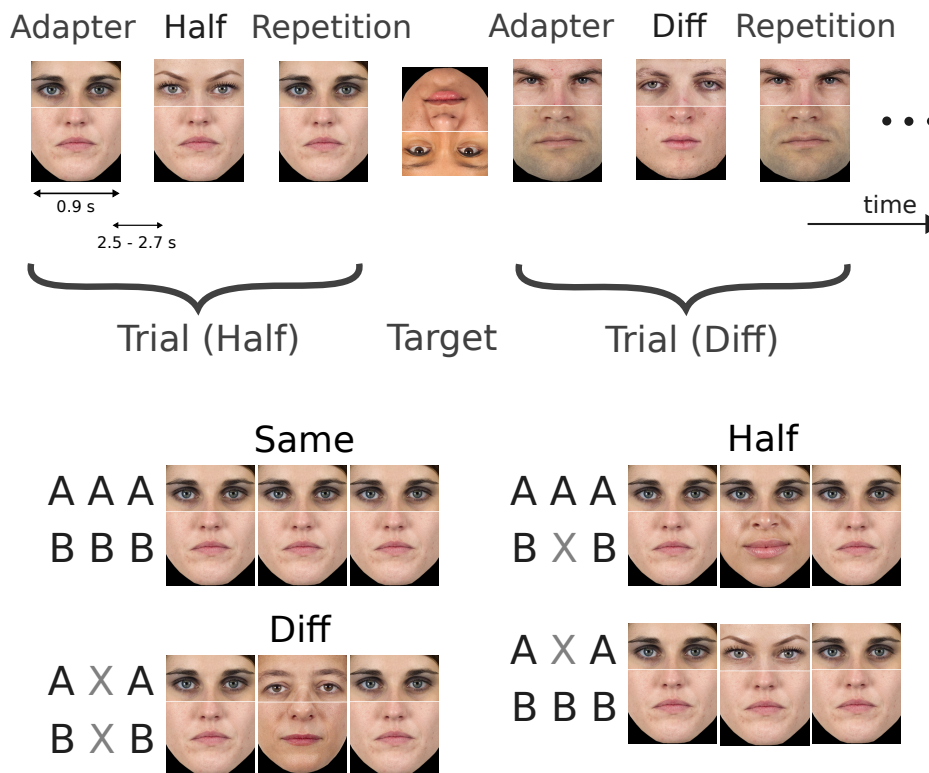 Adapter Half Repetition Adapter Diff Repetition
0.9 s
2.5 - 2.7 s
time
Trial (Half) Target Trial (Diff)
Same
A A A
B B B
Half
A A A
B X B
Diff
A X A
B X B
A X A
B B B